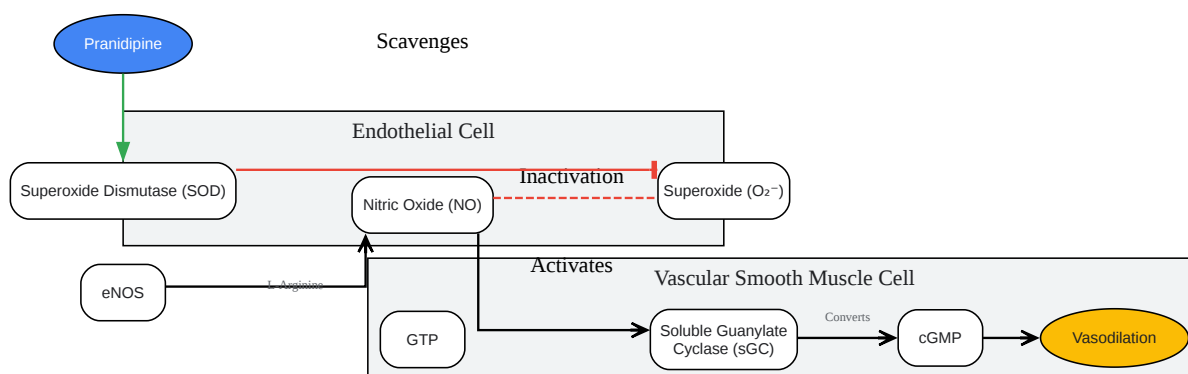 Pranidipine
Scavenges
Endothelial Cell
Superoxide Dismutase (SOD)
Inactivation
Superoxide (O₂⁻)
Nitric Oxide (NO)
eNOS
L-Arginine
Activates
Vascular Smooth Muscle Cell
GTP
Soluble Guanylate
Cyclase (sGC)
Converts
cGMP
Vasodilation